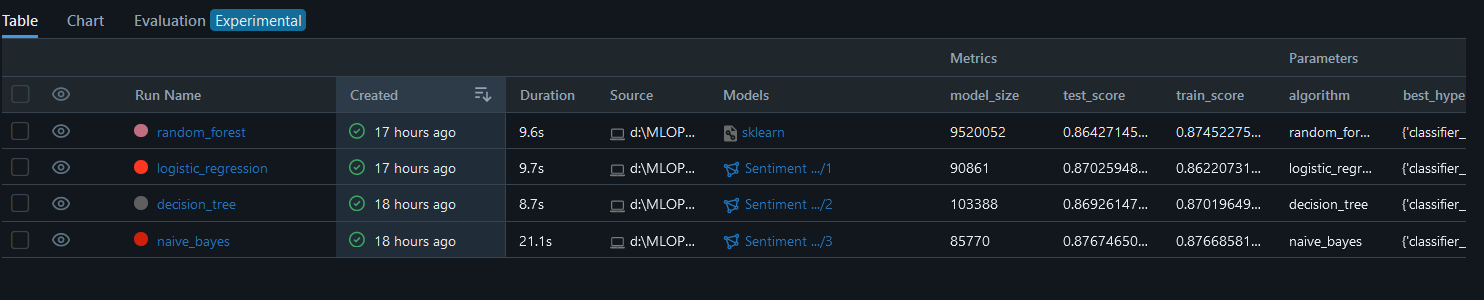 Table Chart Evaluation Experimental
Metrics Parameters
Run Name Created Duration Source Models model_size test_score train_score algorithm best_hype
random_forest 17 hours ago 9.6s d:\MLOP... sklearn 9520052 0.86427145... 0.87452275... random_for... {'classifier_
logistic_regression 17 hours ago 9.7s d:\MLOP... Sentiment .../1 90861 0.87025948... 0.86220731... logistic_regr... {'classifier_
decision_tree 18 hours ago 8.7s d:\MLOP... Sentiment .../2 103388 0.86926147... 0.87019649... decision_tree {'classifier_
naive_bayes 18 hours ago 21.1s d:\MLOP... Sentiment .../3 85770 0.87674650... 0.87668581... naive_bayes {'classifier_